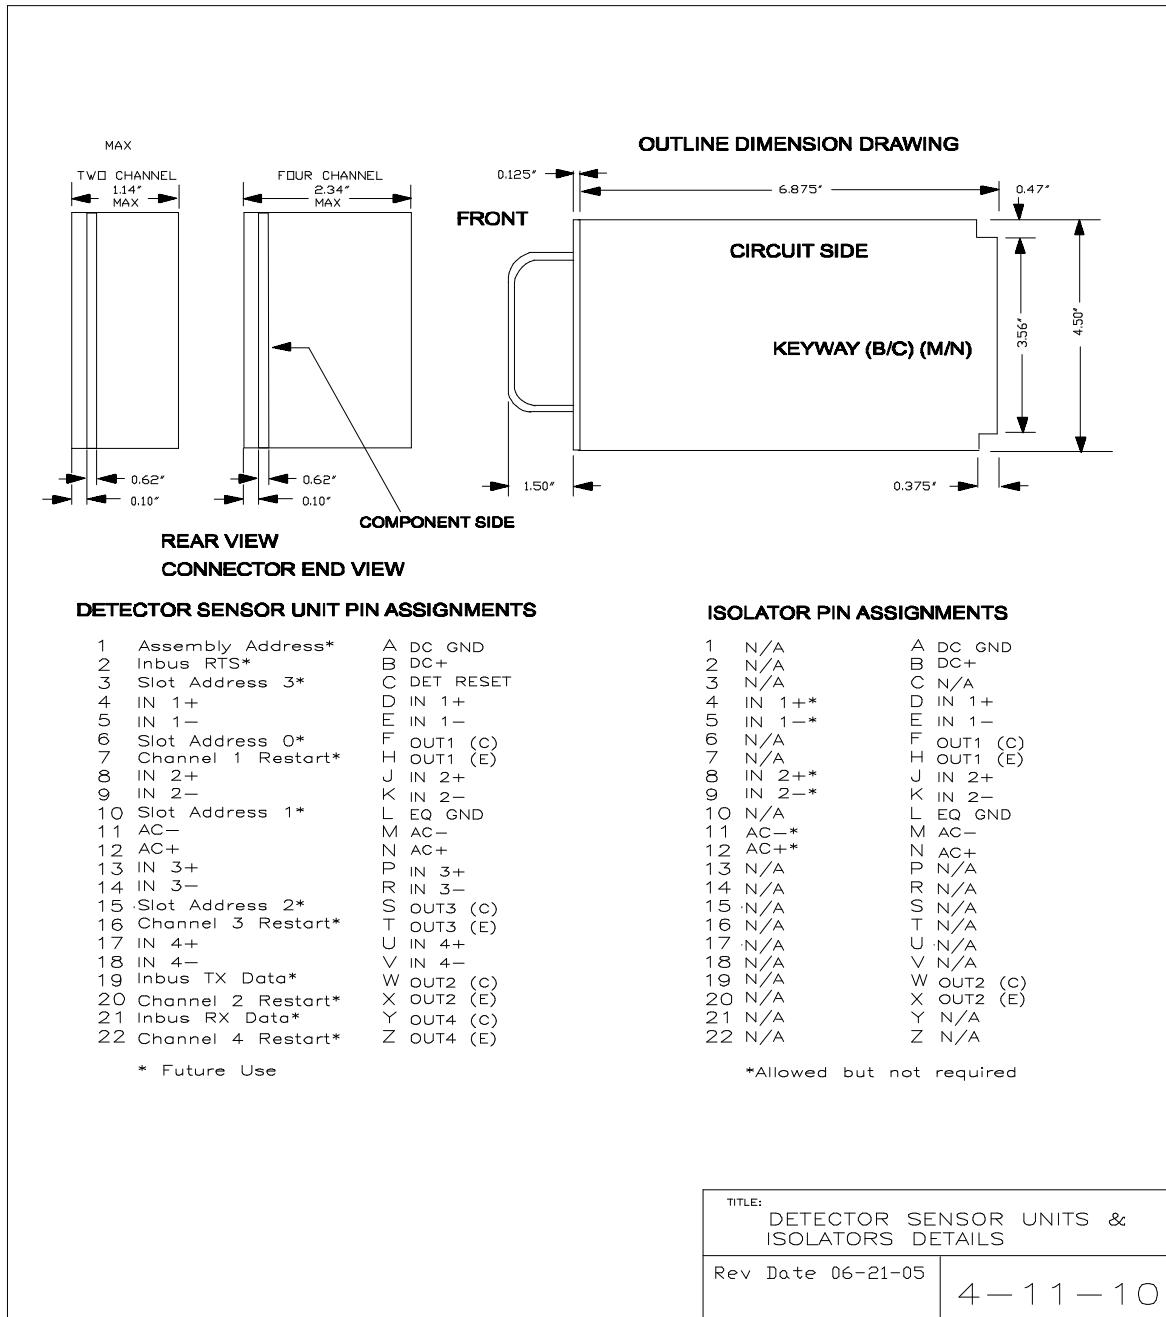 MAX
OUTLINE DIMENSION DRAWING
TWO CHANNEL
1.14"
MAX
FOUR CHANNEL
2.34"
MAX
0.125"
6.875"
0.47"
FRONT
CIRCUIT SIDE
KEYWAY (B/C) (M/N)
3.56"
4.50"
0.62"
0.10"
0.62"
0.10"
1.50"
0.375"
COMPONENT SIDE
REAR VIEW
CONNECTOR END VIEW
DETECTOR SENSOR UNIT PIN ASSIGNMENTS
1 Assembly Address* A DC GND
2 Inbus RTS* B DC+
3 Slot Address 3* C DET RESET
4 IN 1+ D IN 1+
5 IN 1- E IN 1-
6 Slot Address 0* F OUT1 (C)
7 Channel 1 Restart* H OUT1 (E)
8 IN 2+ J IN 2+
9 IN 2- K IN 2-
10 Slot Address 1* L EQ GND
11 AC- M AC-
12 AC+ N AC+
13 IN 3+ P IN 3+
14 IN 3- R IN 3-
15 Slot Address 2* S OUT3 (C)
16 Channel 3 Restart* T OUT3 (E)
17 IN 4+ U IN 4+
18 IN 4- V IN 4-
19 Inbus TX Data* W OUT2 (C)
20 Channel 2 Restart* X OUT2 (E)
21 Inbus RX Data* Y OUT4 (C)
22 Channel 4 Restart* Z OUT4 (E)
* Future Use
ISOLATOR PIN ASSIGNMENTS
1 N/A A DC GND
2 N/A B DC+
3 N/A C N/A
4 IN 1+* D IN 1+
5 IN 1-* E IN 1-
6 N/A F OUT1 (C)
7 N/A H OUT1 (E)
8 IN 2+* J IN 2+
9 IN 2-* K IN 2-
10 N/A L EQ GND
11 AC-* M AC-
12 AC+* N AC+
13 N/A P N/A
14 N/A R N/A
15 N/A S N/A
16 N/A T N/A
17 N/A U N/A
18 N/A V N/A
19 N/A W OUT2 (C)
20 N/A X OUT2 (E)
21 N/A Y N/A
22 N/A Z N/A
*Allowed but not required
TITLE:
DETECTOR SENSOR UNITS &
ISOLATORS DETAILS
Rev Date 06-21-05
4-11-10